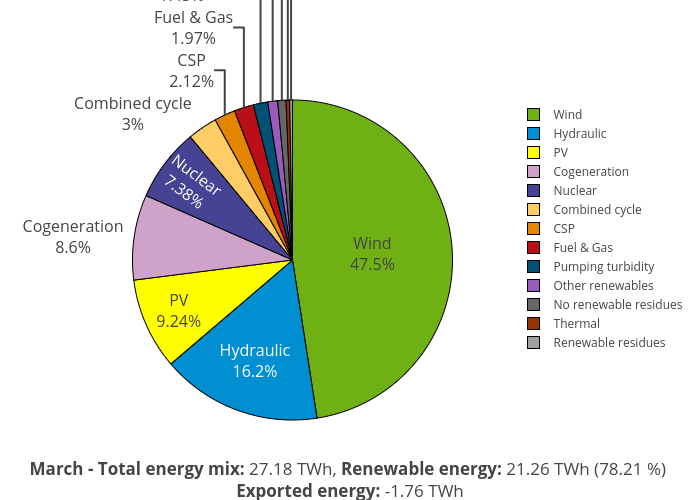 Fuel & Gas
1.97%
CSP
2.12%
Combined cycle
3%
Nuclear
7.38%
Cogeneration
8.6%
PV
9.24%
Hydraulic
16.2%
Wind
47.5%
Wind
Hydraulic
PV
Cogeneration
Nuclear
Combined cycle
CSP
Fuel & Gas
Pumping turbidity
Other renewables
No renewable residues
Thermal
Renewable residues
March - Total energy mix: 27.18 TWh, Renewable energy: 21.26 TWh (78.21 %)
Exported energy: -1.76 TWh